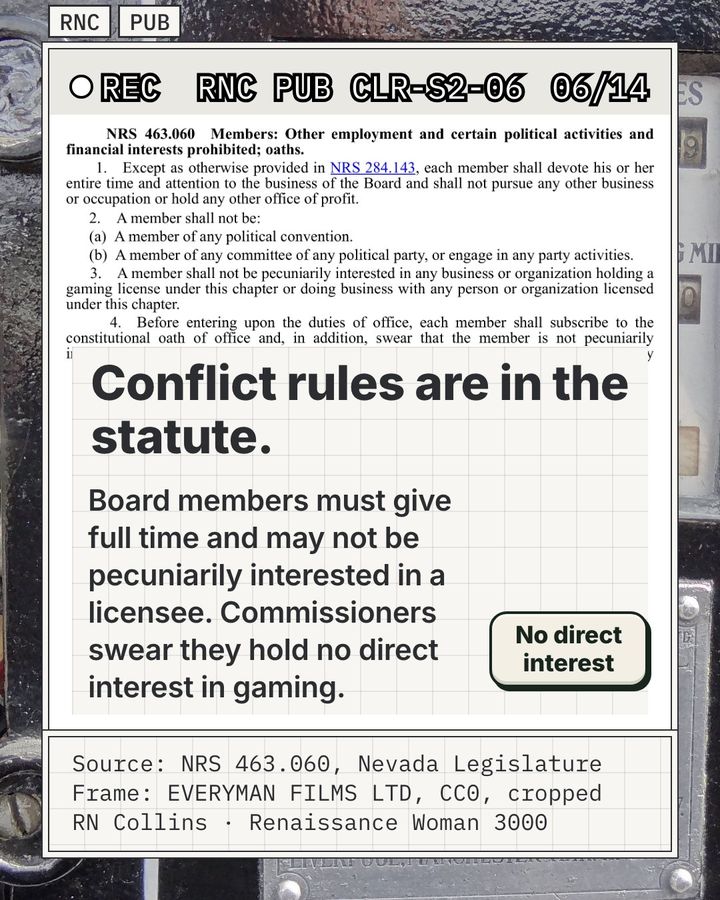 RNC PUB
REC RNC PUB CLR-S2-06 06/14
NRS 463.060 Members: Other employment and certain political activities and
financial interests prohibited; oaths.
1. Except as otherwise provided in NRS 284.143, each member shall devote his or her
entire time and attention to the business of the Board and shall not pursue any other business
or occupation or hold any other office of profit.
2. A member shall not be:
(a) A member of any political convention.
(b) A member of any committee of any political party, or engage in any party activities.
3. A member shall not be pecuniarily interested in any business or organization holding a
gaming license under this chapter or doing business with any person or organization licensed
under this chapter.
4. Before entering upon the duties of office, each member shall subscribe to the
constitutional oath of office and, in addition, swear that the member is not pecuniarily
Conflict rules are in the
statute.
Board members must give
full time and may not be
pecuniarily interested in a
licensee. Commissioners
swear they hold no direct
interest in gaming.
No direct
interest
Source: NRS 463.060, Nevada Legislature
Frame: EVERYMAN FILMS LTD, CC0, cropped
RN Collins · Renaissance Woman 3000